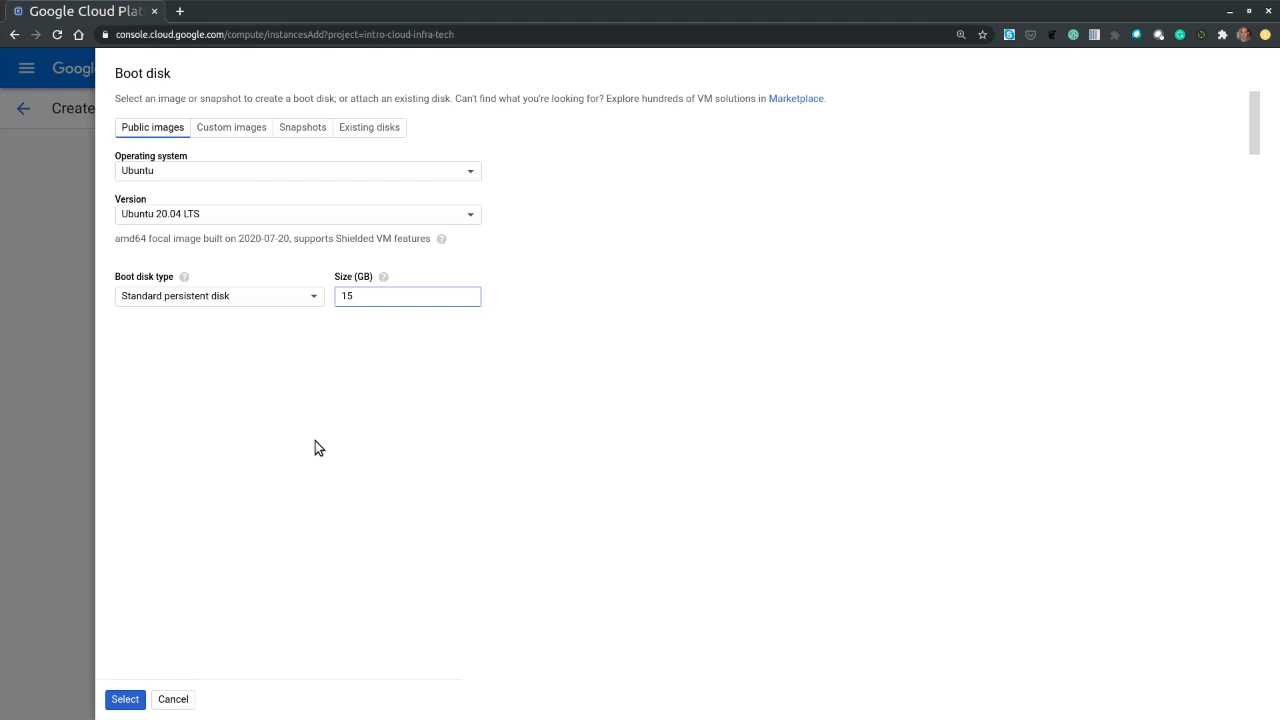 Google Cloud Plat
console.cloud.google.com/compute/instancesAdd?project=intro-cloud-infra-tech
Googl
Create
Boot disk
Select an image or snapshot to create a boot disk; or attach an existing disk. Can't find what you're looking for? Explore hundreds of VM solutions in Marketplace.
Public images Custom images Snapshots Existing disks
Operating system
Ubuntu
Version
Ubuntu 20.04 LTS
amd64 focal image built on 2020-07-20, supports Shielded VM features ?
Boot disk type ? Size (GB) ?
Standard persistent disk 15
Select Cancel